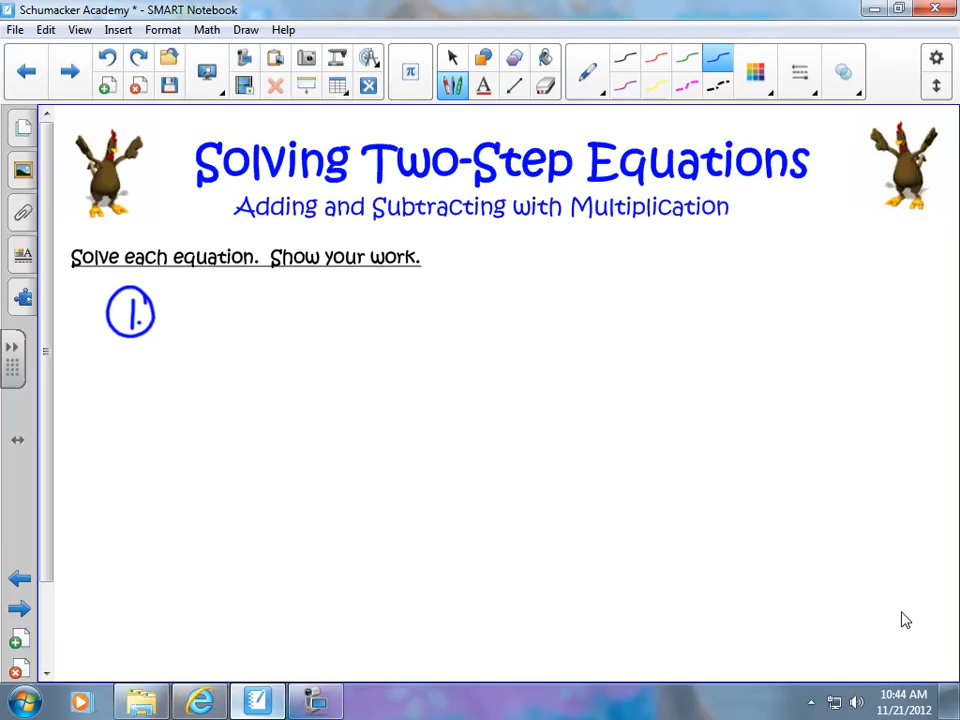 Schumacker Academy * - SMART Notebook
File Edit View Insert Format Math Draw Help
π
A
Solving Two-Step Equations
Adding and Subtracting with Multiplication
Solve each equation. Show your work.
1.
10:44 AM
11/21/2012